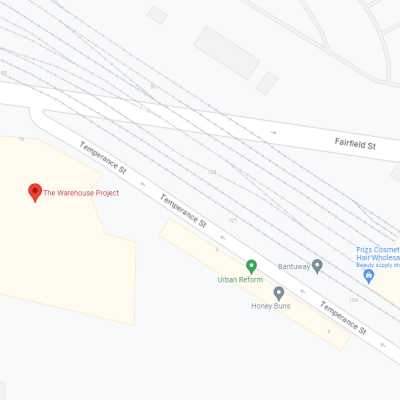 Fairfield St
Temperance St
The Warehouse Project
Temperance St
Frizs Cosmet
Hair Wholesa
Beauty supply sto
Bantuway
Urban Reform
Honey Buns
Temperance St